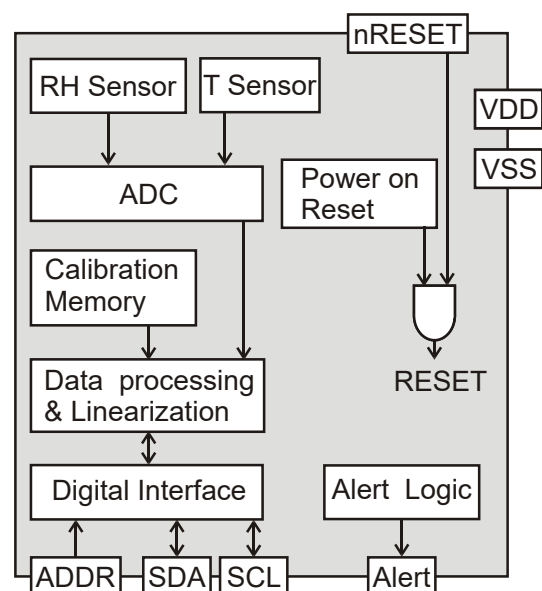 nRESET
RH Sensor
T Sensor
VDD
VSS
ADC
Power on
Reset
Calibration
Memory
Data processing
& Linearization
RESET
Digital Interface
Alert Logic
ADDR
SDA
SCL
Alert